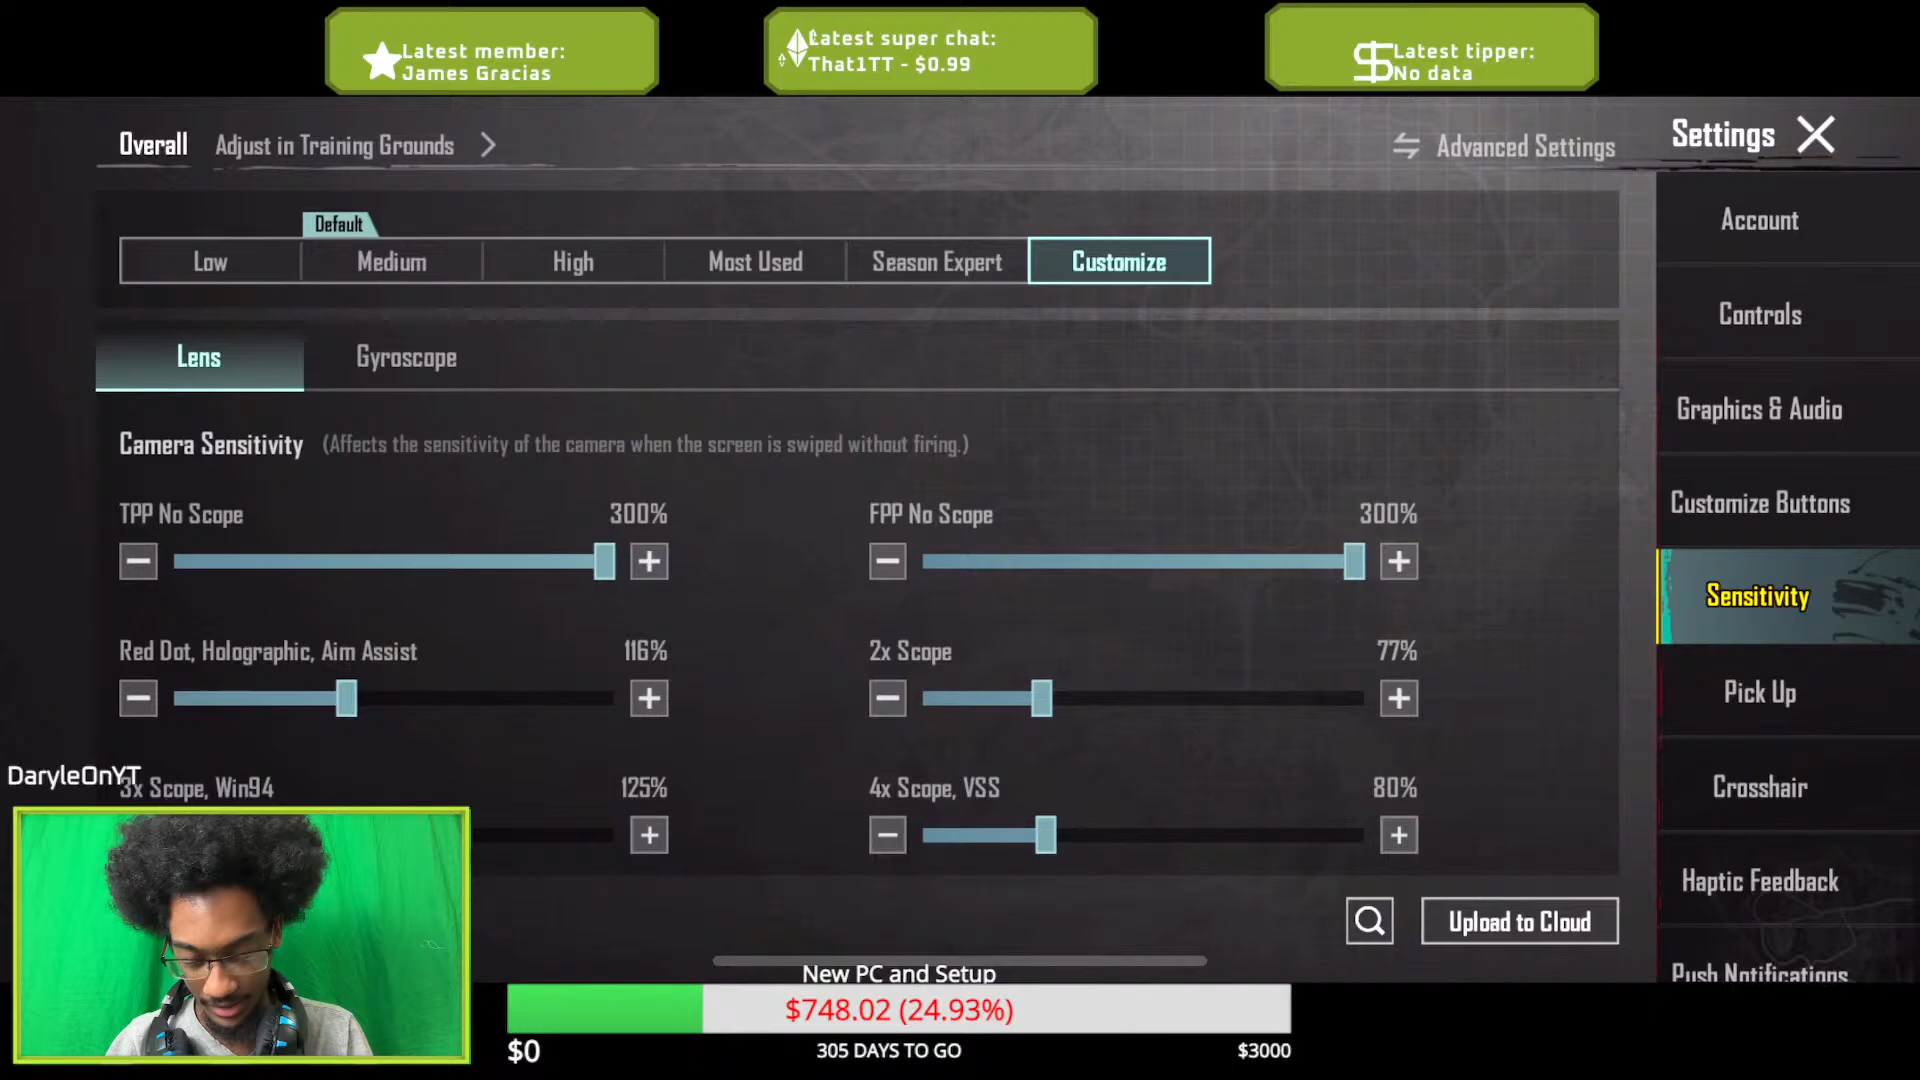 Latest member:
James Gracias
Latest super chat:
That1TT - $0.99
Latest tipper:
No data
Overall
Adjust in Training Grounds
Advanced Settings
Settings
Default
Low
Medium
High
Most Used
Season Expert
Customize
Lens
Gyroscope
Camera Sensitivity
(Affects the sensitivity of the camera when the screen is swiped without firing.)
TPP No Scope
300%
FPP No Scope
300%
Red Dot, Holographic, Aim Assist
116%
2x Scope
77%
DaryleOnYT
3x Scope, Win94
125%
4x Scope, VSS
80%
Upload to Cloud
Account
Controls
Graphics & Audio
Customize Buttons
Sensitivity
Pick Up
Crosshair
Haptic Feedback
Push Notifications
New PC and Setup
$748.02 (24.93%)
$0
305 DAYS TO GO
$3000